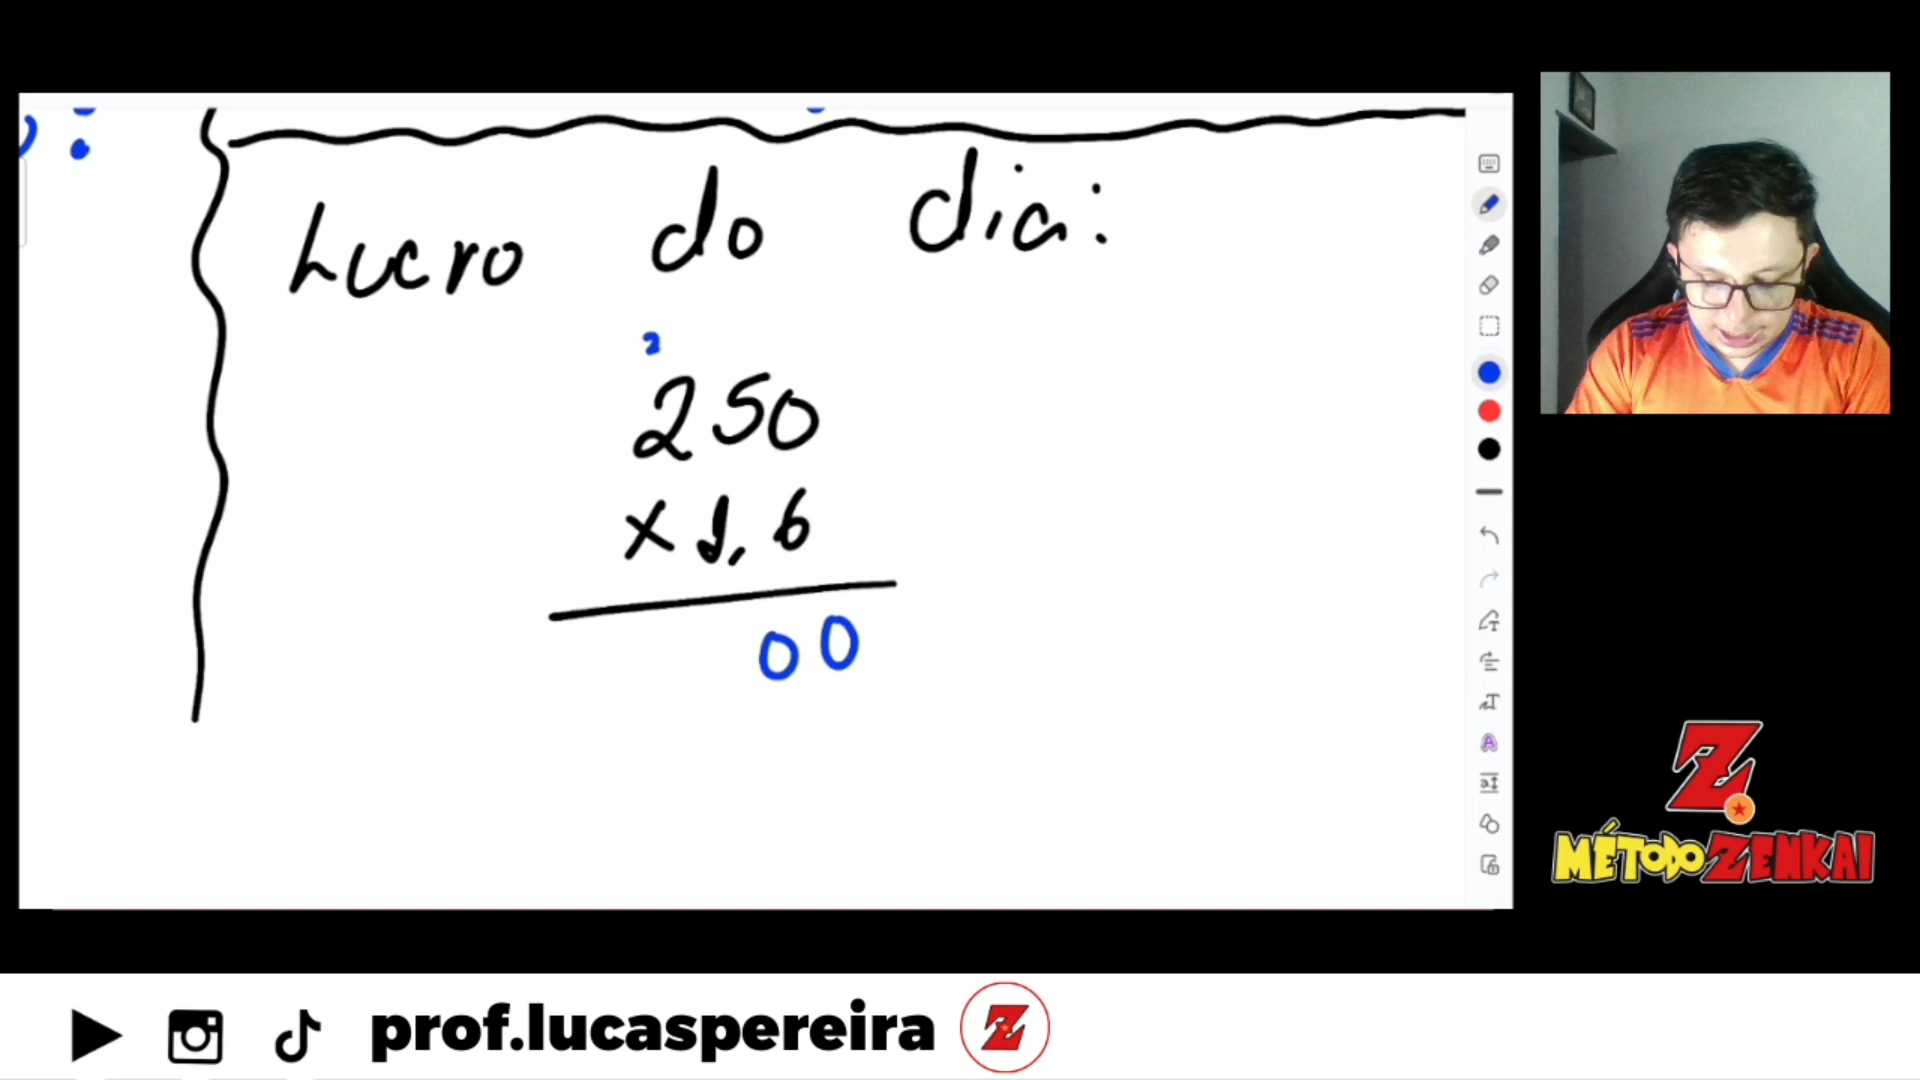 Lucro do dia:
2
250
x 1,6
00
Z
MÉTODO ZENKAI
prof.lucaspereira Z